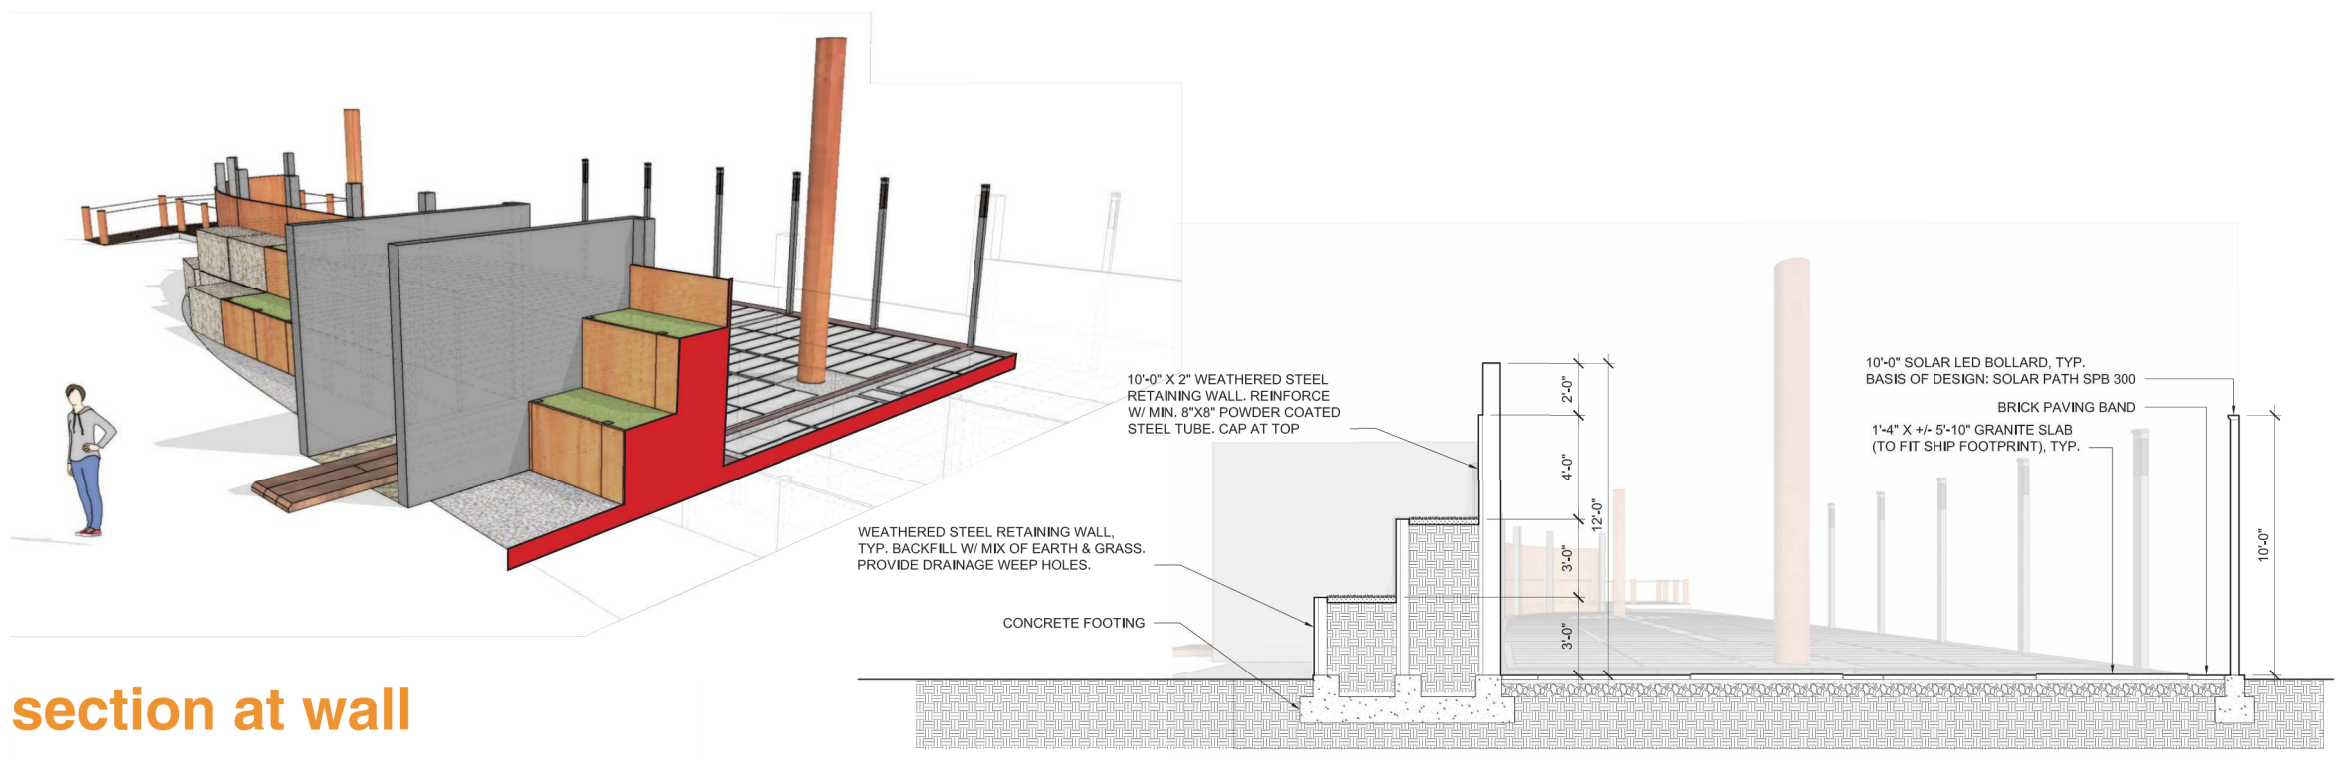 10'-0" X 2" WEATHERED STEEL
RETAINING WALL. REINFORCE
W/ MIN. 8"X8" POWDER COATED
STEEL TUBE. CAP AT TOP
WEATHERED STEEL RETAINING WALL,
TYP. BACKFILL W/ MIX OF EARTH & GRASS.
PROVIDE DRAINAGE WEEP HOLES.
CONCRETE FOOTING
2'-0"
4'-0"
3'-0"
3'-0"
12'-0"
10'-0" SOLAR LED BOLLARD, TYP.
BASIS OF DESIGN: SOLAR PATH SPB 300
BRICK PAVING BAND
1'-4" X +/- 5'-10" GRANITE SLAB
(TO FIT SHIP FOOTPRINT), TYP.
10'-0"
section at wall